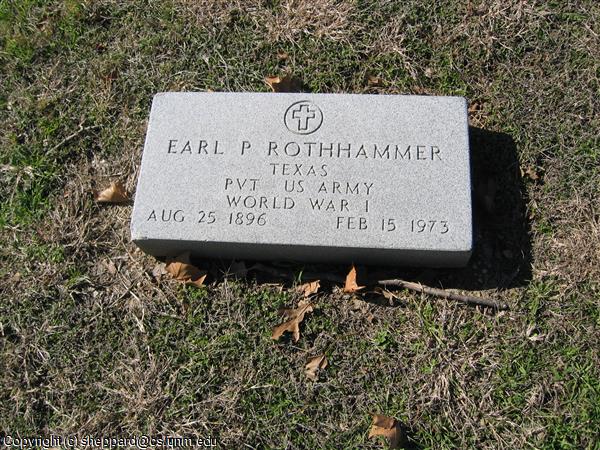 EARL P ROTHHAMMER
TEXAS
PVT US ARMY
WORLD WAR I
AUG 25 1896 FEB 15 1973
Copyright (c) sheppard@cs.unm.edu